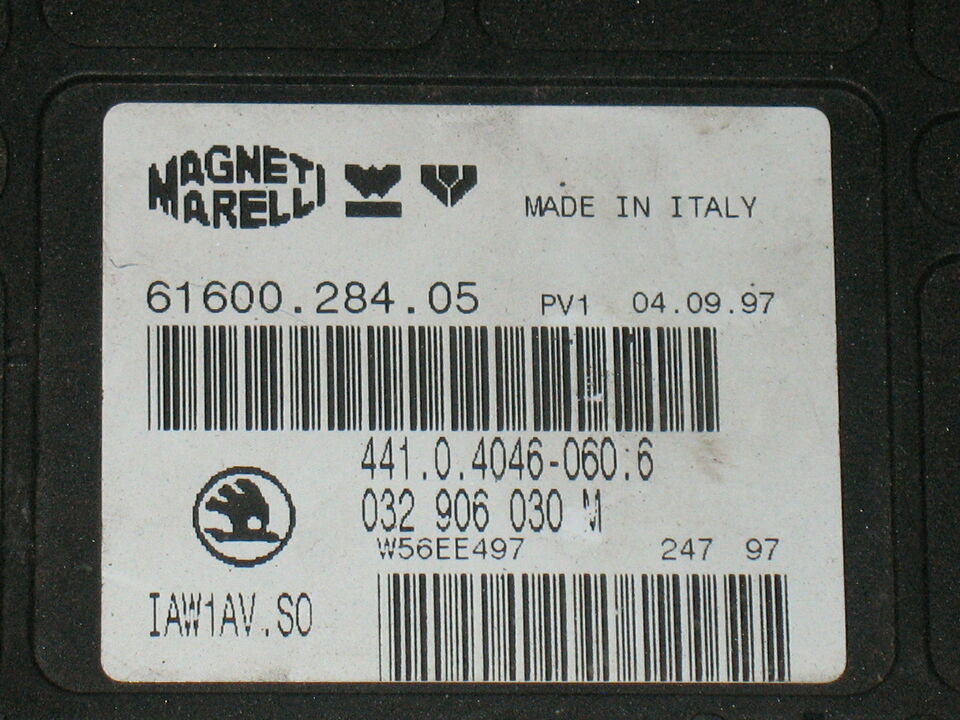 MAGNETI
MARELLI
MADE IN ITALY
61600.284.05 PV1 04.09.97
441.0.4046-060.6
032 906 030 M
W56EE497 247 97
IAW1AV.S0